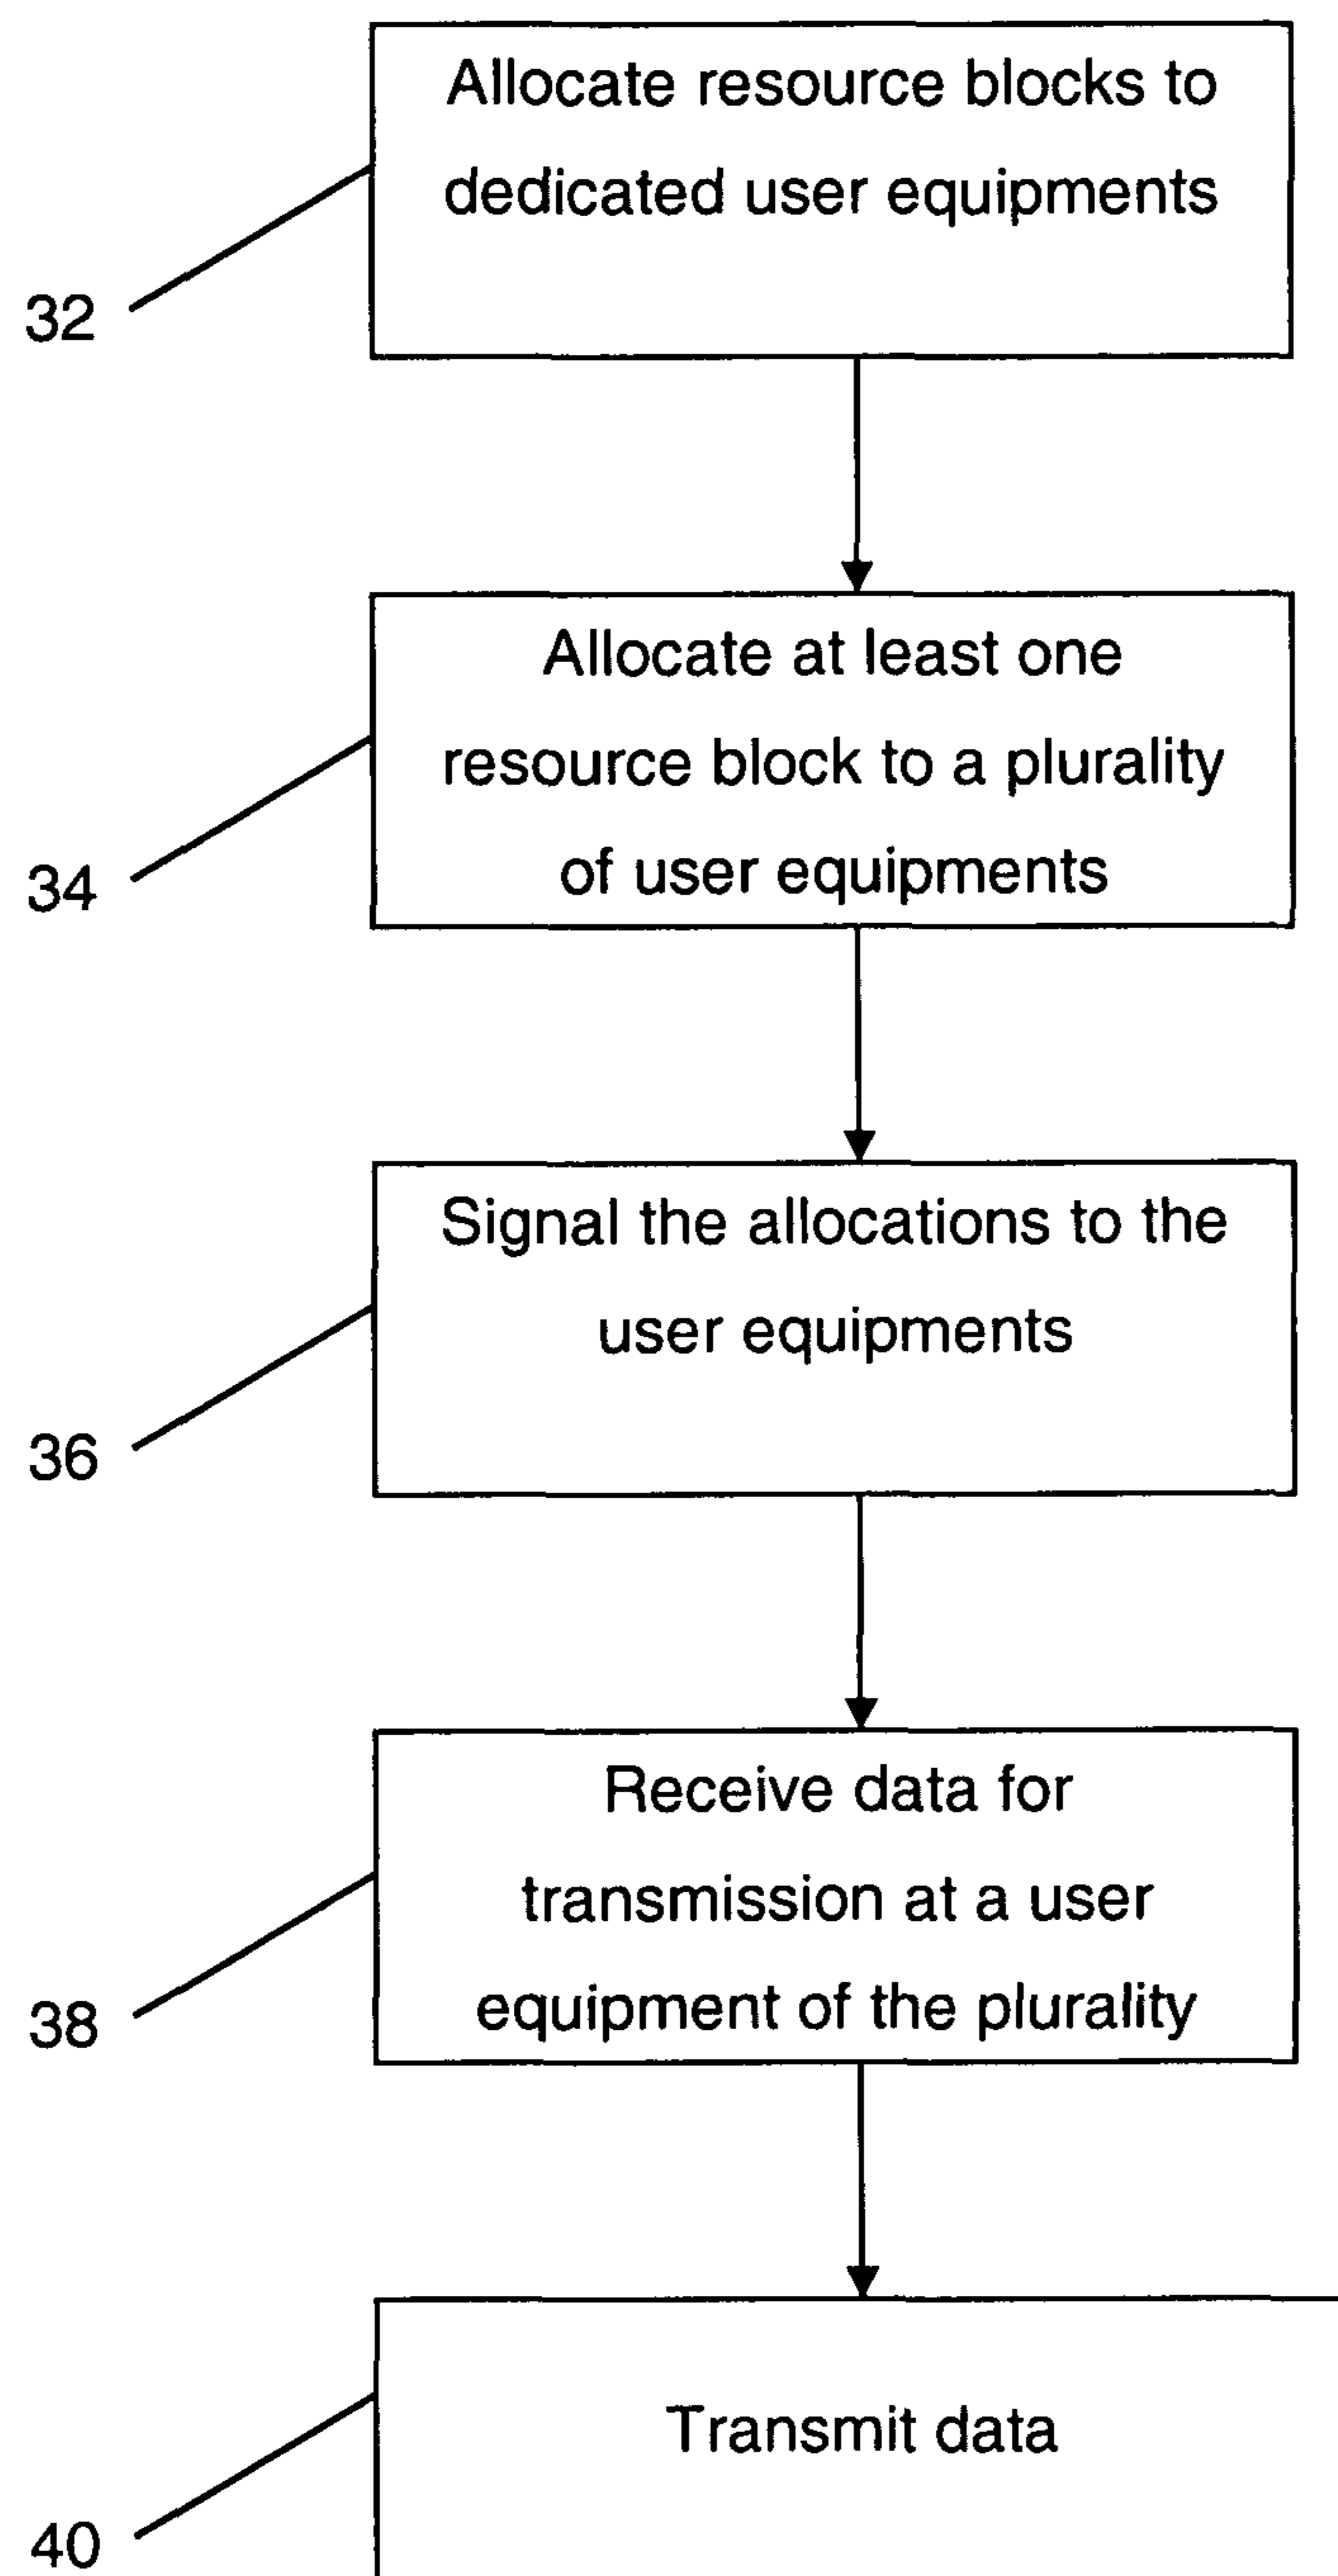 Allocate resource blocks to
dedicated user equipments
32
Allocate at least one
resource block to a plurality
of user equipments
34
Signal the allocations to the
user equipments
36
Receive data for
transmission at a user
equipment of the plurality
38
Transmit data
40